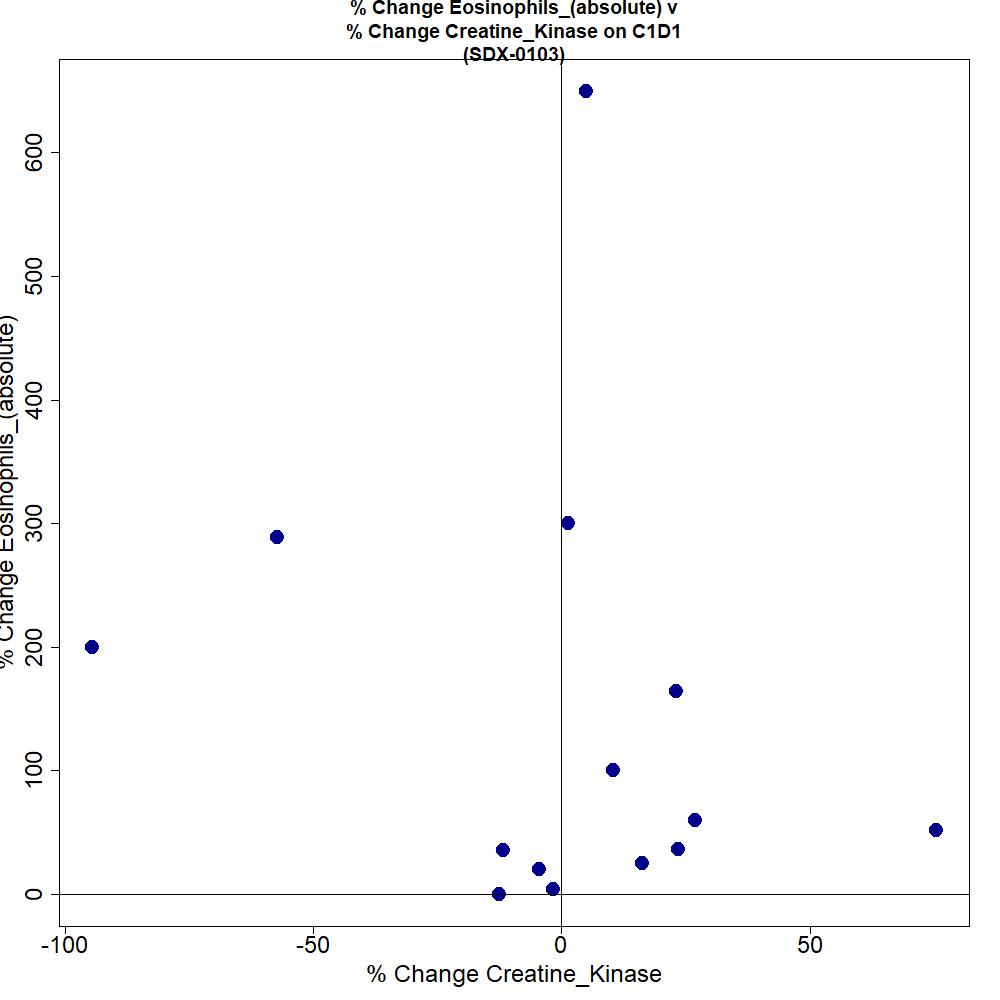 % Change Eosinophils_(absolute) v
% Change Creatine_Kinase on C1D1
(SDX-0103)
% Change Eosinophils_(absolute)
600
500
400
300
200
100
0
-100
-50
0
50
% Change Creatine_Kinase